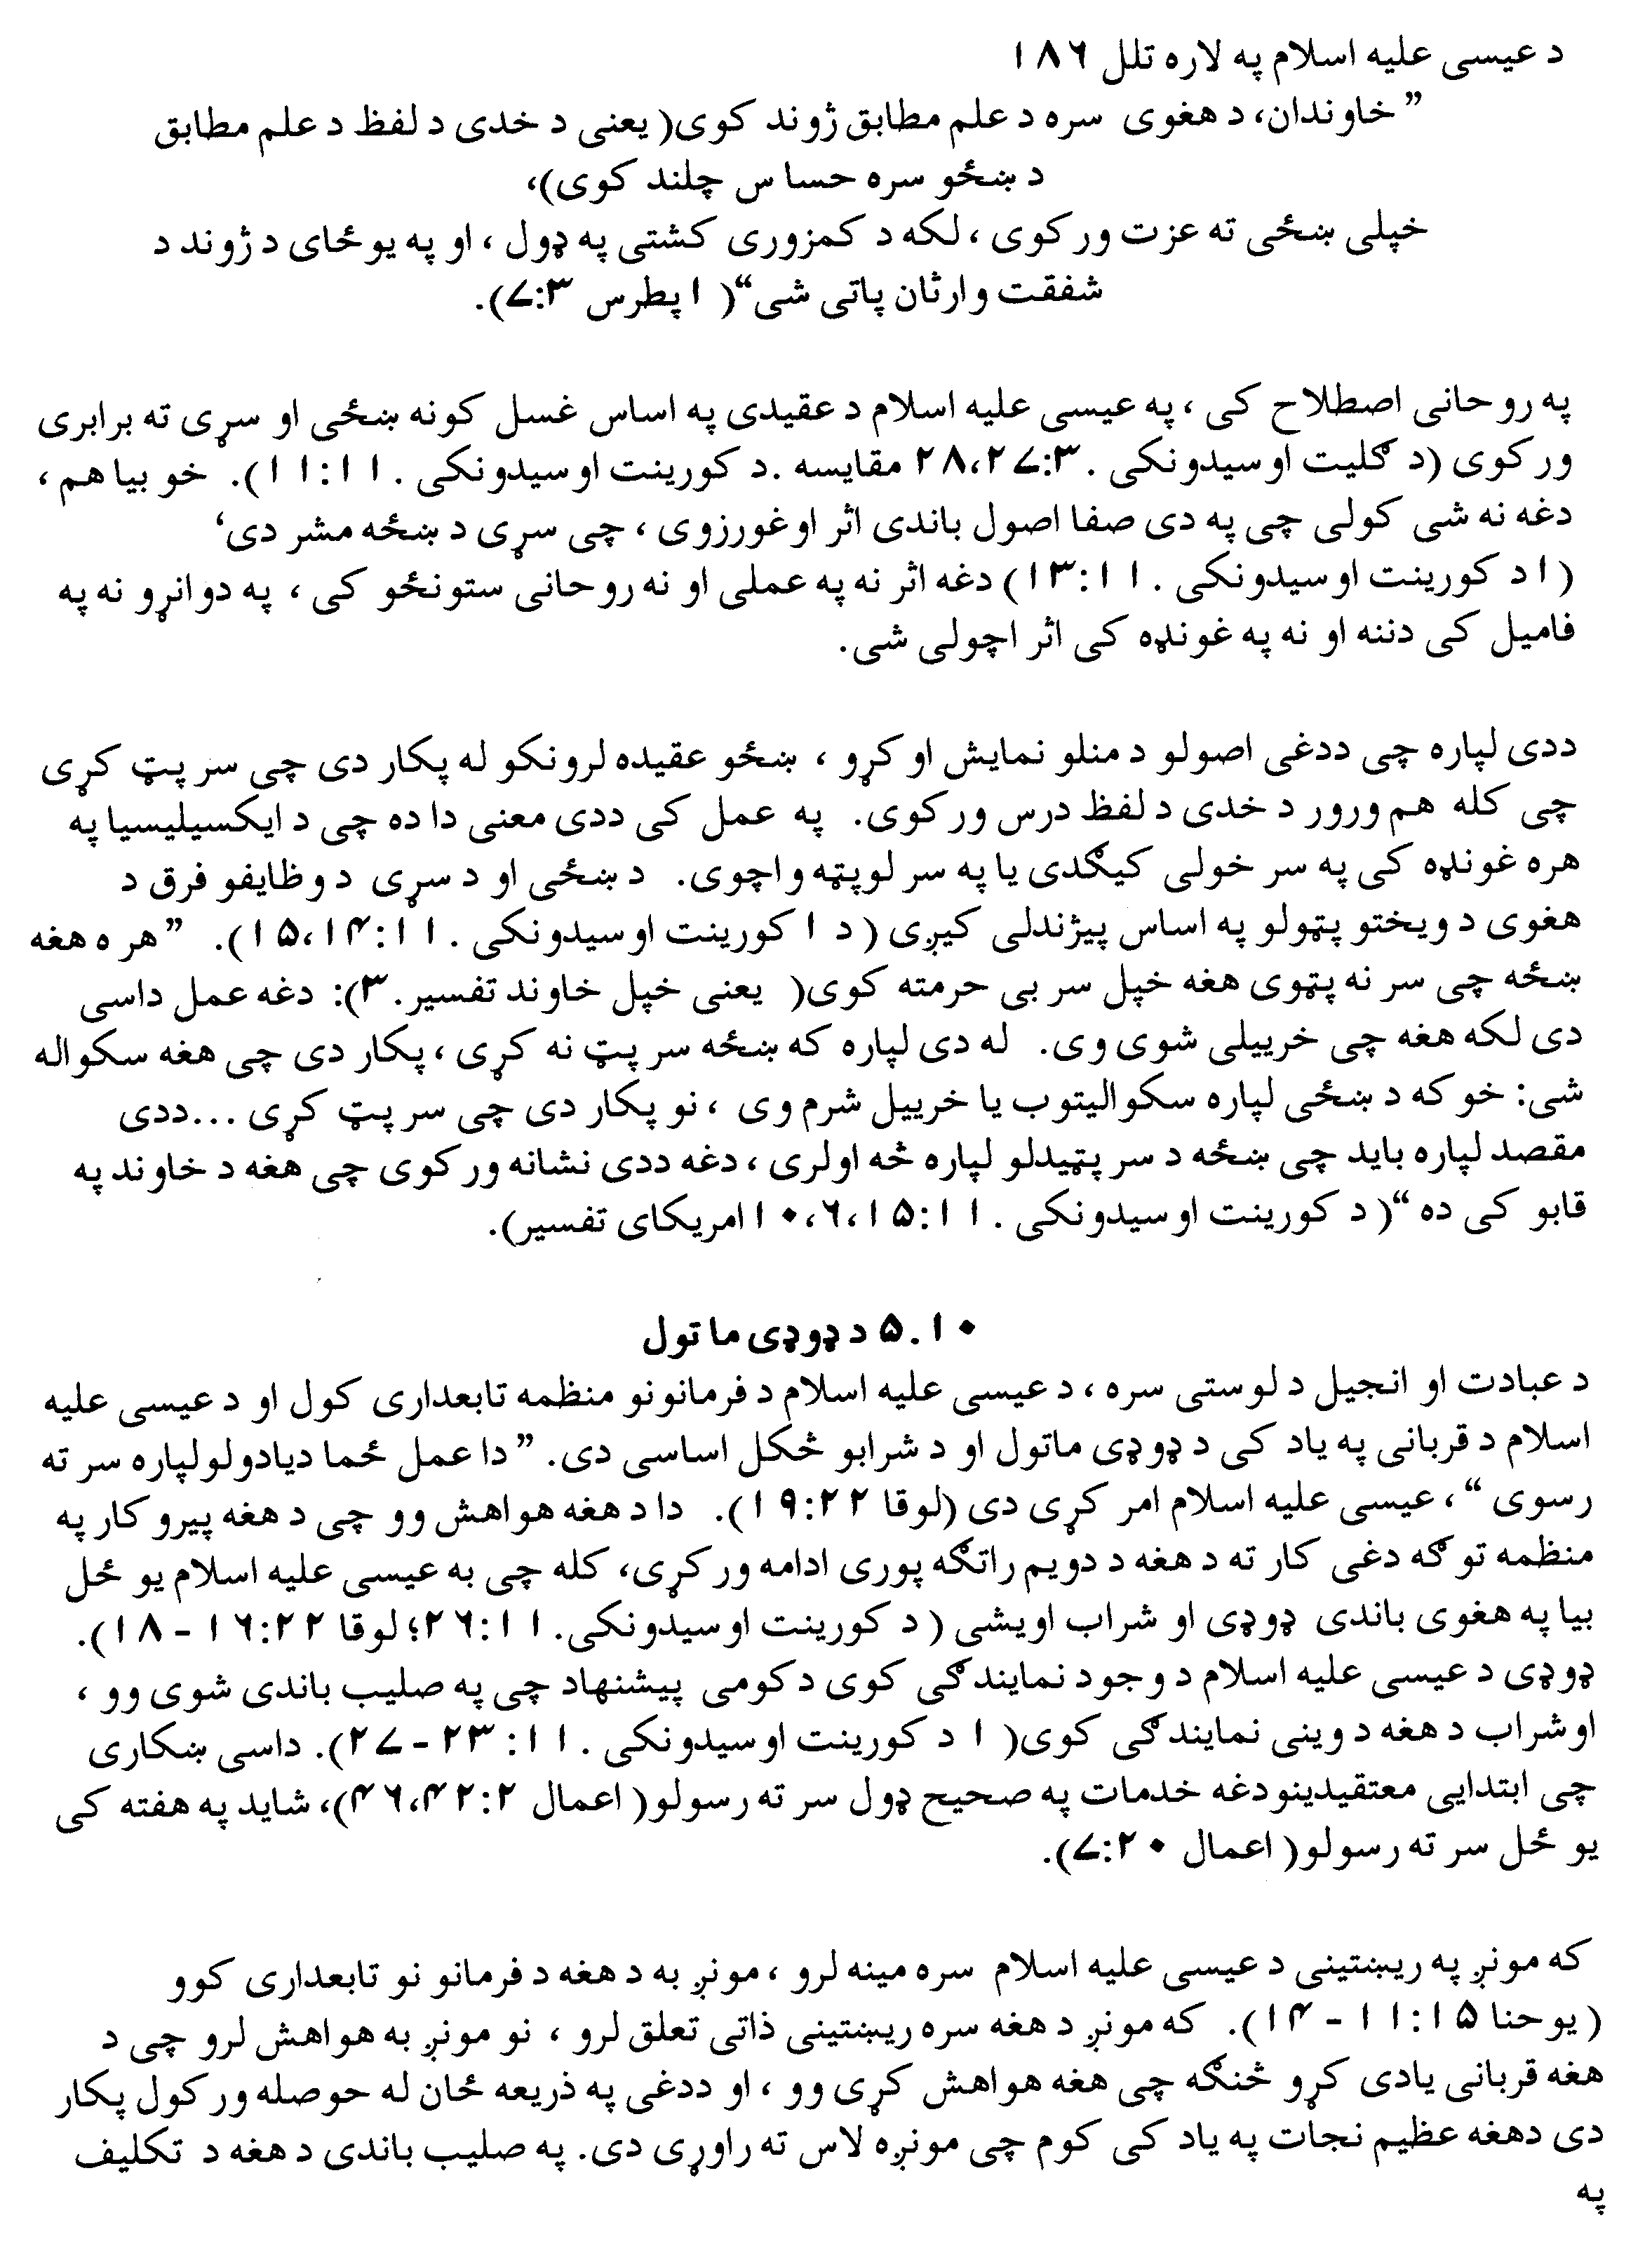 د عیسی علیه اسلام په لاره تلل ۱۸۶
”خاوندان، د هغوی سره د علم مطابق ژوند کوی( یعنی د خدی د لفظ د علم مطابق
د ښځو سره حساس چلند کوی)،
خپلی ښځی ته عزت ورکوی، لکه د کمزوری کشتی په ډول، او په یو ځای د ژوند د
شفقت وارثان پاتی شی“( ۱ پطرس ۷:۳).
په روحانی اصطلاح کی، په عیسی علیه اسلام د عقیدی په اساس غسل کونه ښځی او سړی ته برابری
ورکوی (د ګلیت اوسیدونکی .۲۸،۲۷:۳ مقایسه .د کورینت اوسیدونکی .۱۱:۱۱). خو بیا هم،
دغه نه شی کولی چی په دی صفا اصول باندی اثر اوغورزوی، چی سړی د ښځه مشر دی‘
(۱ د کورینت اوسیدونکی .۱۳:۱۱) دغه اثر نه په عملی او نه روحانی ستونځو کی، په دوانړو نه په
فامیل کی دننه او نه په غونډه کی اثر اچولی شی.
ددی لپاره چی ددغی اصولو د منلو نمایش اوکړو، ښځو عقیده لرونکو له پکار دی چی سر پټ کړی
چی کله هم ورور د خدی د لفظ درس ورکوی. په عمل کی ددی معنی دا ده چی د ایکسیلیسیا په
هره غونډه کی په سر خولی کیګدی یا په سر لوپټه واچوی. د ښځی او د سړی د وظایفو فرق د
هغوی د ویختو پټولو په اساس پیژندلی کیږی (د ۱ کورینت اوسیدونکی .۱۵،۱۴:۱۱). ”هره هغه
ښځه چی سر نه پټوی هغه خپل سر بی حرمته کوی( یعنی خپل خاوند تفسیر.۳): دغه عمل داسی
دی لکه هغه چی خرییلی شوی وی. له دی لپاره که ښځه سر پټ نه کړی، پکار دی چی هغه سکواله
شی: خو که د ښځی لپاره سکوالیتوب یا خرییل شرم وی، نو پکار دی چی سر پټ کړی ...ددی
مقصد لپاره باید چی ښځه د سر پټیدلو لپاره څه اولری، دغه ددی نشانه ورکوی چی هغه د خاوند په
قابو کی ده“( د کورینت اوسیدونکی .۱۰،۶،۱۵:۱۱ امریکای تفسیر).
۵.۱۰ د ډوډی ماتول
د عبادت او انجیل د لوستی سره، د عیسی علیه اسلام د فرمانونو منظمه تابعداری کول او د عیسی علیه
اسلام د قربانی په یاد کی د ډوډی ماتول او د شرابو څکل اساسی دی. ”دا عمل ځما دیادولو لپاره سر ته
رسوی“، عیسی علیه اسلام امر کړی دی (لوقا ۱۹:۲۲). دا د هغه هواهش وو چی د هغه پیروکار په
منظمه توګه دغی کار ته د هغه د دویم راتګه پوری ادامه ورکړی، کله چی به عیسی علیه اسلام یو ځل
بیا په هغوی باندی ډوډی او شراب اویشی (د کورینت اوسیدونکی. ۲۶:۱۱؛ لوقا ۱۶:۲۲-۱۸).
ډوډی د عیسی علیه اسلام د وجود نمایندګی کوی د کومی پیشنهاد چی په صلیب باندی شوی وو،
او شراب د هغه د وینی نمایندګی کوی( ۱ د کورینت اوسیدونکی .۱۱: ۲۳-۲۷). داسی ښکاری
چی ابتدایی معتقیدینو دغه خدمات په صحیح ډول سر ته رسولو( اعمال ۴۶،۴۲:۲)، شاید په هفته کی
یو ځل سر ته رسولو( اعمال ۷:۲۰).
که مونږ په ریښتینی د عیسی علیه اسلام سره مینه لرو، مونږ به د هغه د فرمانو نو تابعداری کوو
(یوحنا ۱۱:۱۵-۱۴). که مونږ د هغه سره ریښتینی ذاتی تعلق لرو، نو مونږ به هواهش لرو چی د
هغه قربانی یادی کړو څنګه چی هغه هواهش کړی وو، او ددغی په ذریعه ځان له حوصله ورکول پکار
دی دهغه عظیم نجات په یاد کی کوم چی مونږه لاس ته راوړی دی. په صلیب باندی د هغه د تکلیف
په